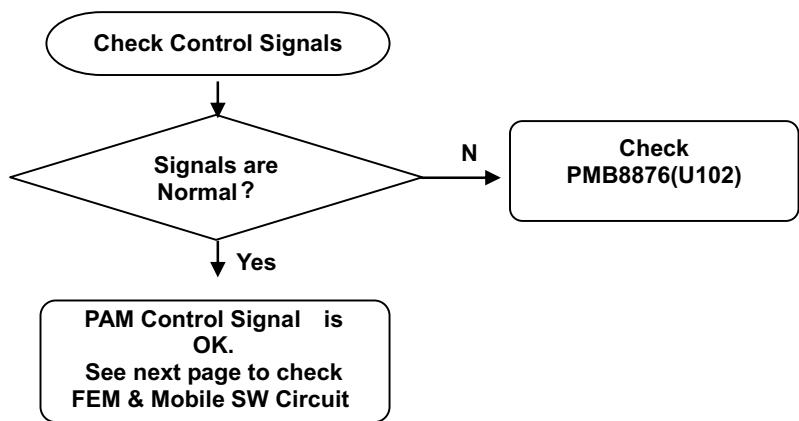 Check Control Signals
Signals are
Normal?
N
Check
PMB8876(U102)
Yes
PAM Control Signal is
OK.
See next page to check
FEM & Mobile SW Circuit